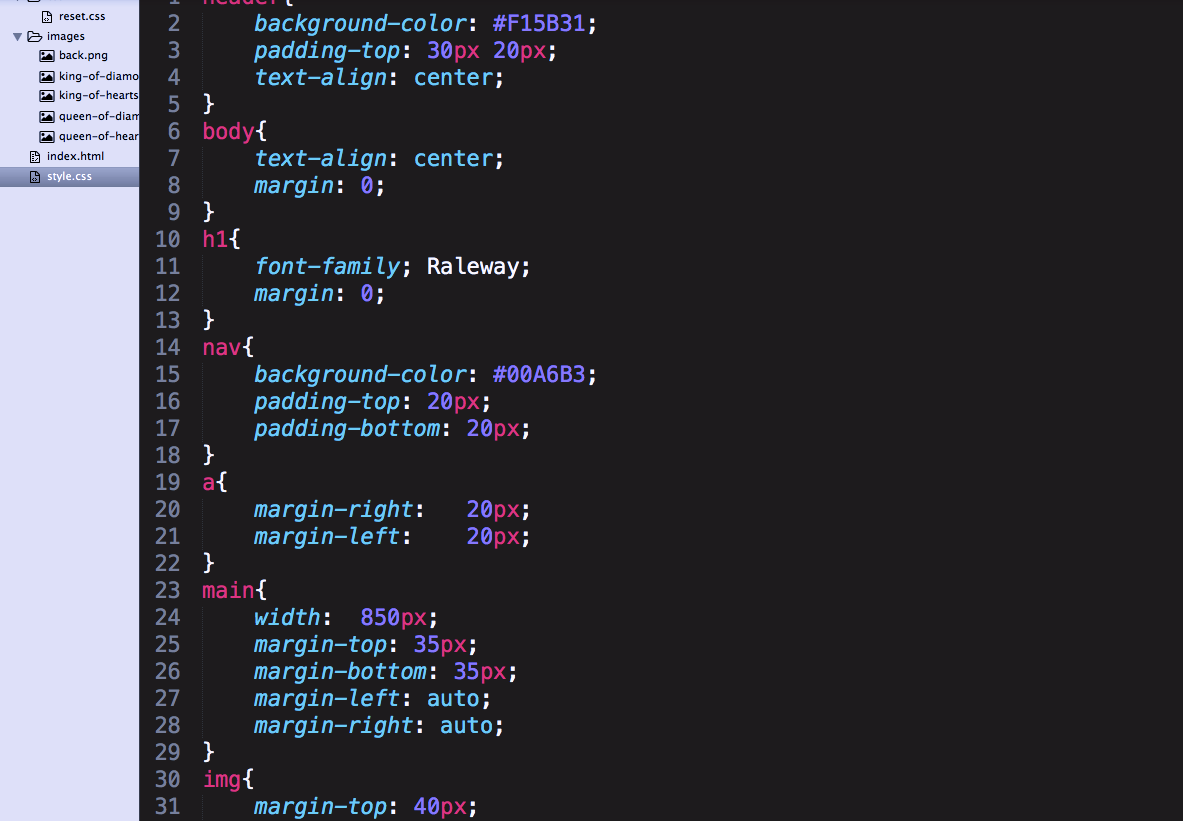 reset.css
images
back.png
king-of-diamo
king-of-hearts
queen-of-diam
queen-of-hear
index.html
style.css
1 header{
2 background-color: #F15B31;
3 padding-top: 30px 20px;
4 text-align: center;
5 }
6 body{
7 text-align: center;
8 margin: 0;
9 }
10 h1{
11 font-family; Raleway;
12 margin: 0;
13 }
14 nav{
15 background-color: #00A6B3;
16 padding-top: 20px;
17 padding-bottom: 20px;
18 }
19 a{
20 margin-right: 20px;
21 margin-left: 20px;
22 }
23 main{
24 width: 850px;
25 margin-top: 35px;
26 margin-bottom: 35px;
27 margin-left: auto;
28 margin-right: auto;
29 }
30 img{
31 margin-top: 40px;